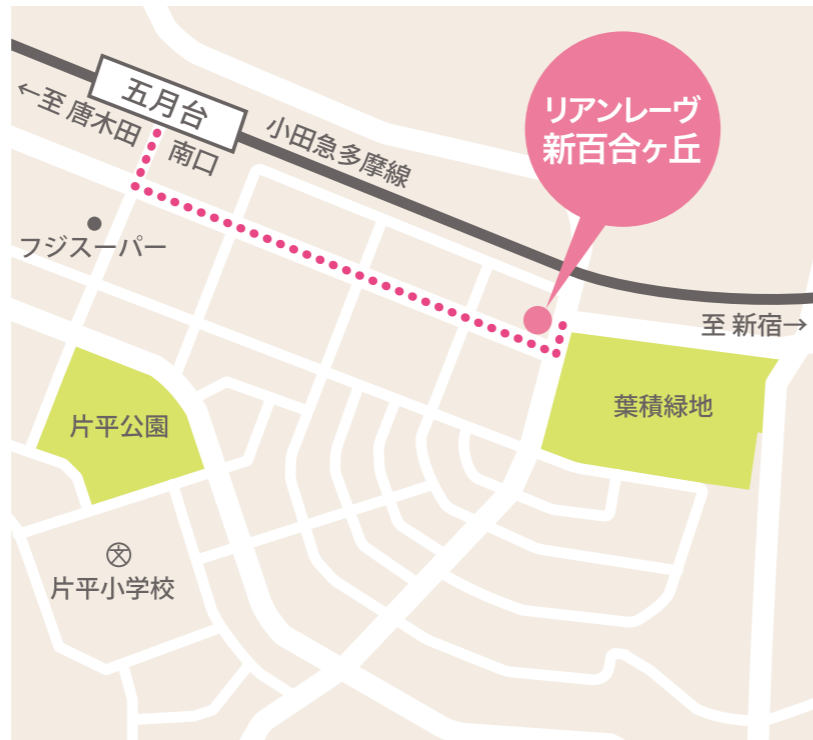 五月台
←至 唐木田
南口
小田急多摩線
リアンレーヴ
新百合ヶ丘
フジスーパー
至 新宿→
葉積緑地
片平公園
文
片平小学校